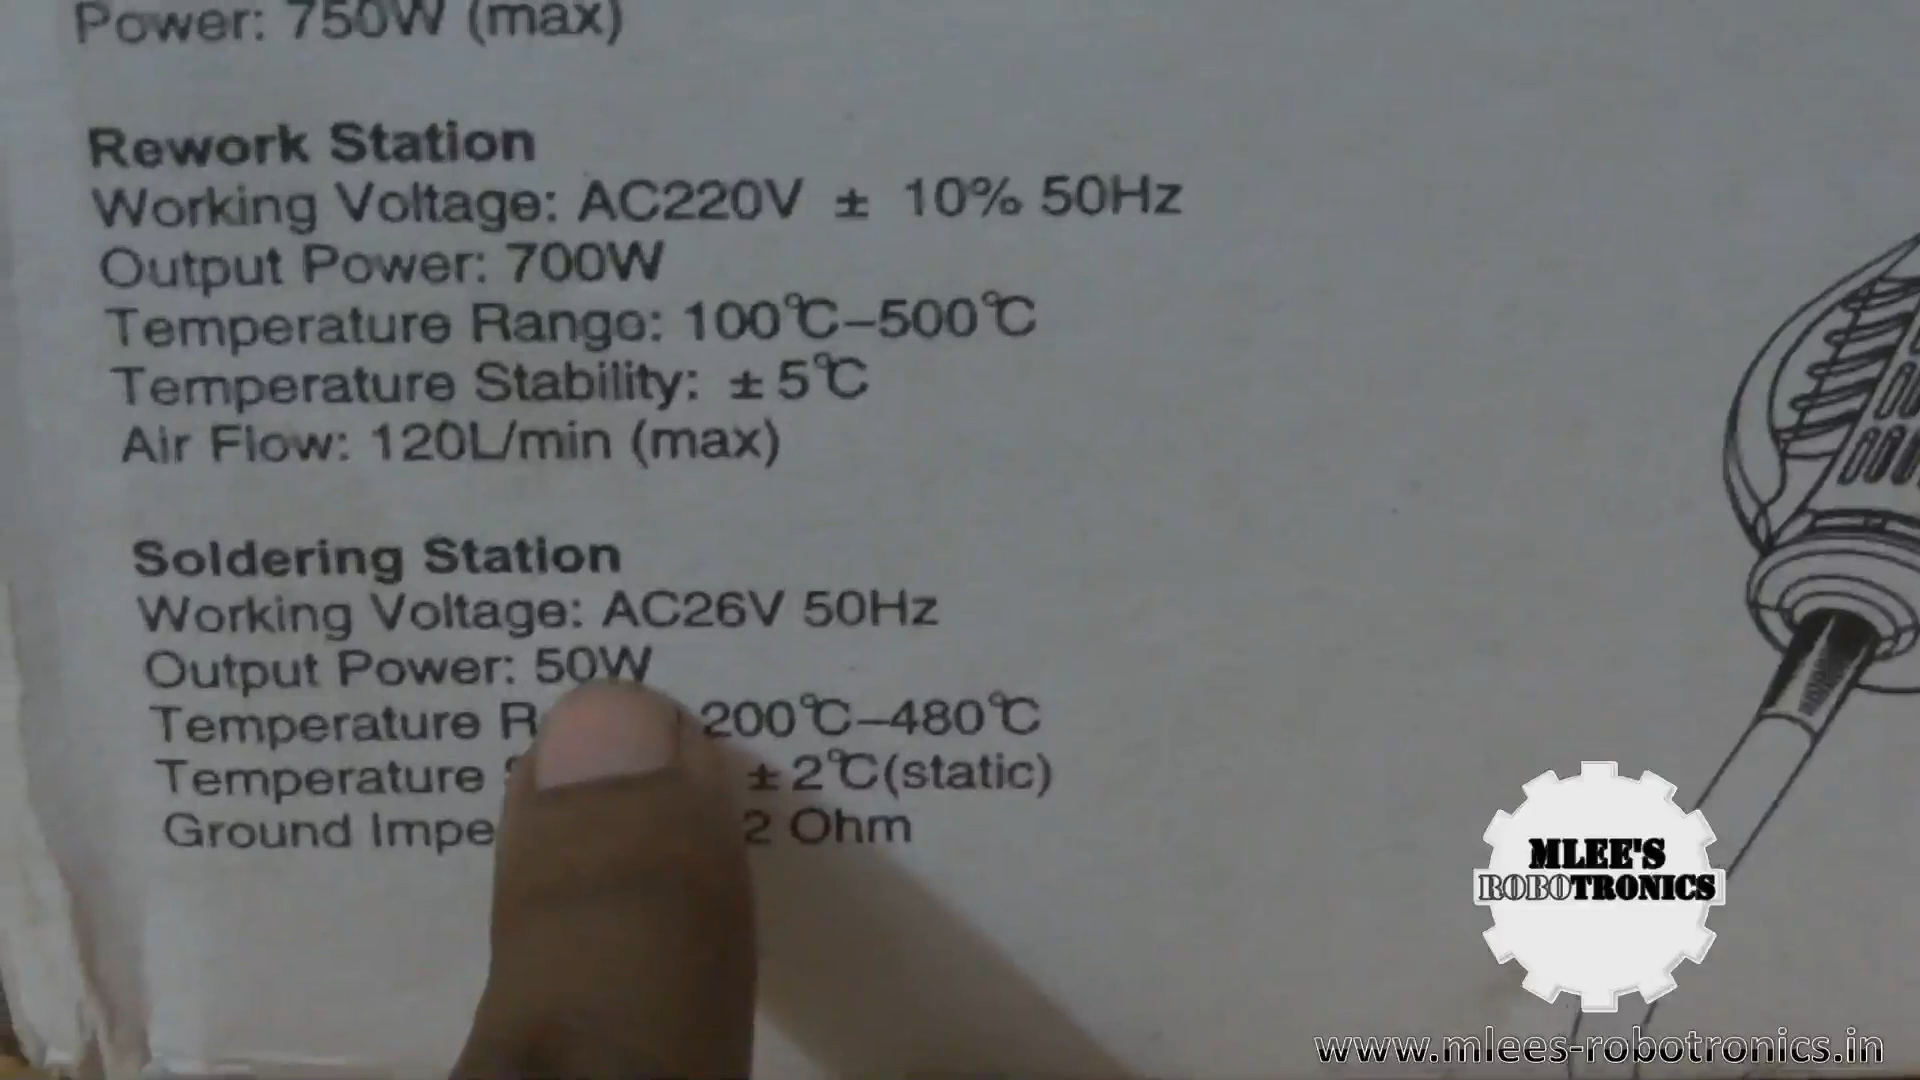 Power: 750W (max)
Rework Station
Working Voltage: AC220V ± 10% 50Hz
Output Power: 700W
Temperature Range: 100℃–500℃
Temperature Stability: ±5℃
Air Flow: 120L/min (max)
Soldering Station
Working Voltage: AC26V 50Hz
Output Power: 50W
Temperature 200℃–480℃
Temperature ±2℃(static)
Ground 2 Ohm
MLEE'S
ROBOTRONICS
www.mlees-robotronics.in